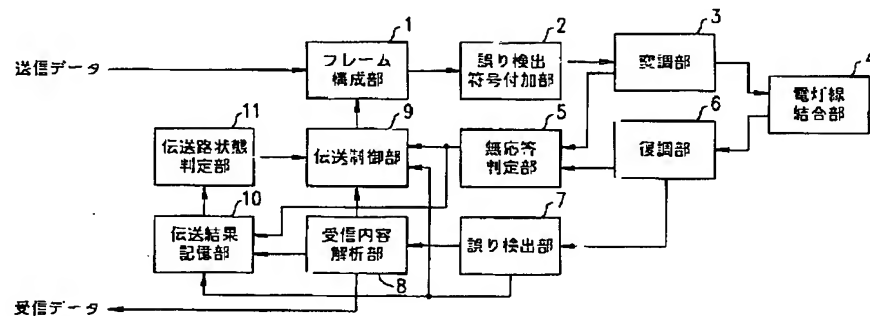 1
2
3
4
送信データ
フレーム
構成部
誤り検出
符号付加部
変調部
電灯線
結合部
11
9
5
6
伝送路状態
判定部
伝送制御部
無応答
判定部
復調部
10
7
伝送結果
記憶部
受信内容
解析部
誤り検出部
8
受信データ